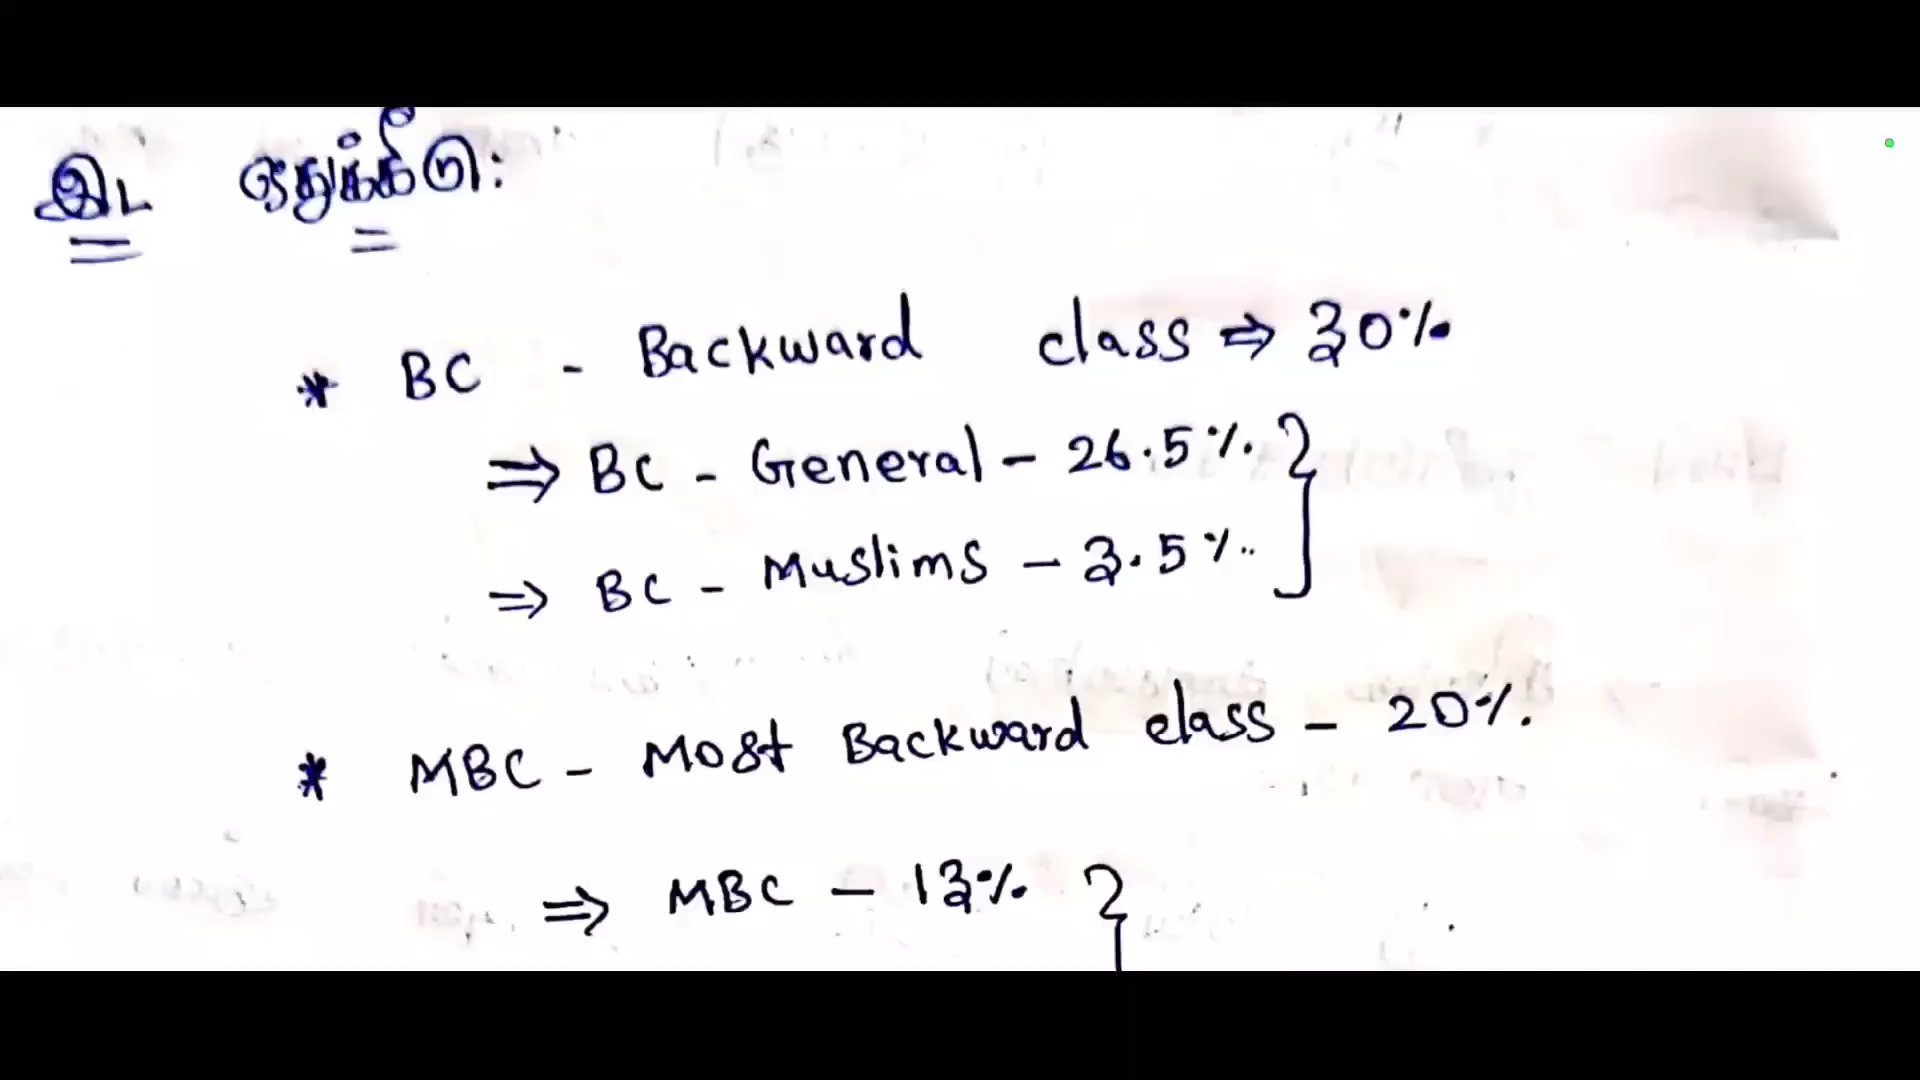 இட ஒதுக்கீடு:
* BC - Backward class ⇒ 30%
⇒ BC - General - 26.5% }
⇒ BC - Muslims - 3.5%
* MBC - Most Backward class - 20%
⇒ MBC - 13% }